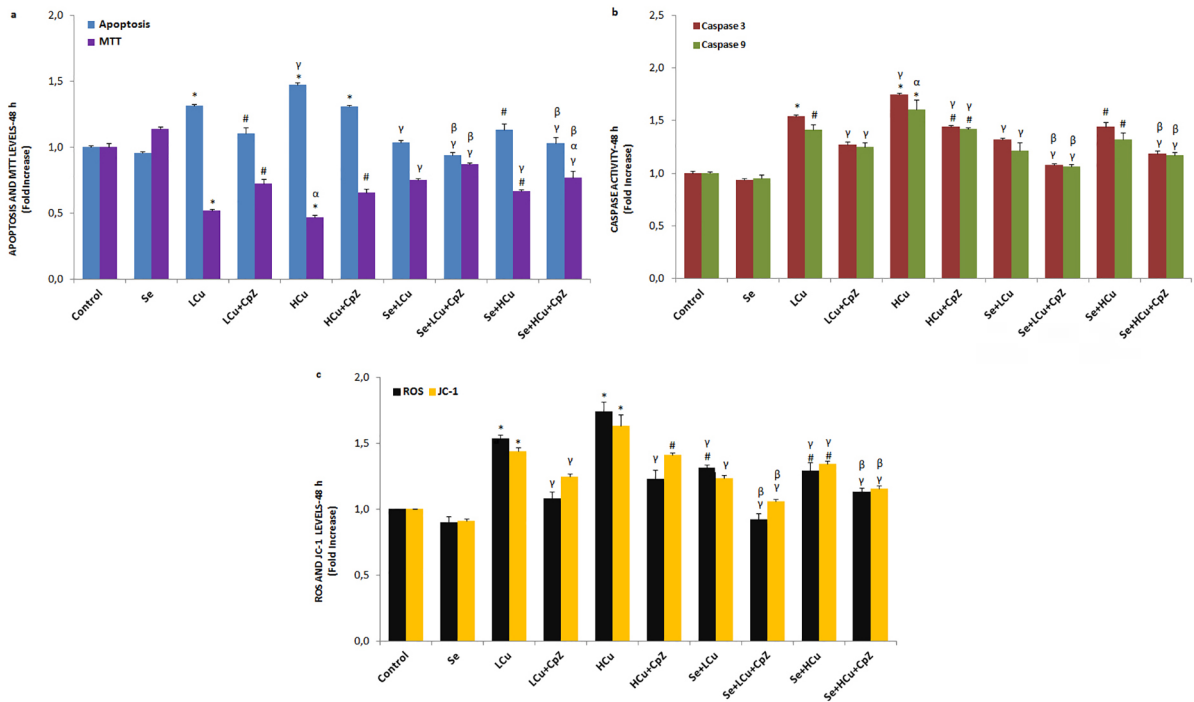 a
APOPTOSIS AND MTT LEVELS-48 h
(Fold Increase)
2,0
1,5
1,0
0,5
0,0
Apoptosis
MTT
* * # # γ * α * * # γ γ β γ β γ # γ # β γ β α γ
Control Se LCu LCu+CpZ HCu HCu+CpZ Se+LCu Se+LCu+CpZ Se+HCu Se+HCu+CpZ
b
CASPASE ACTIVITY-48 h
(Fold Increase)
2,5
2,0
1,5
1,0
0,5
0,0
Caspase 3
Caspase 9
* # γ γ γ * α * γ # γ # γ γ β γ β γ # # β γ β γ
Control Se LCu LCu+CpZ HCu HCu+CpZ Se+LCu Se+LCu+CpZ Se+HCu Se+HCu+CpZ
c
ROS AND JC-1 LEVELS-48 h
(Fold Increase)
2,0
1,5
1,0
0,5
0,0
ROS JC-1
* * γ γ * * γ # γ # γ β γ β γ γ # γ # β γ β γ
Control Se LCu LCu+CpZ HCu HCu+CpZ Se+LCu Se+LCu+CpZ Se+HCu Se+HCu+CpZ